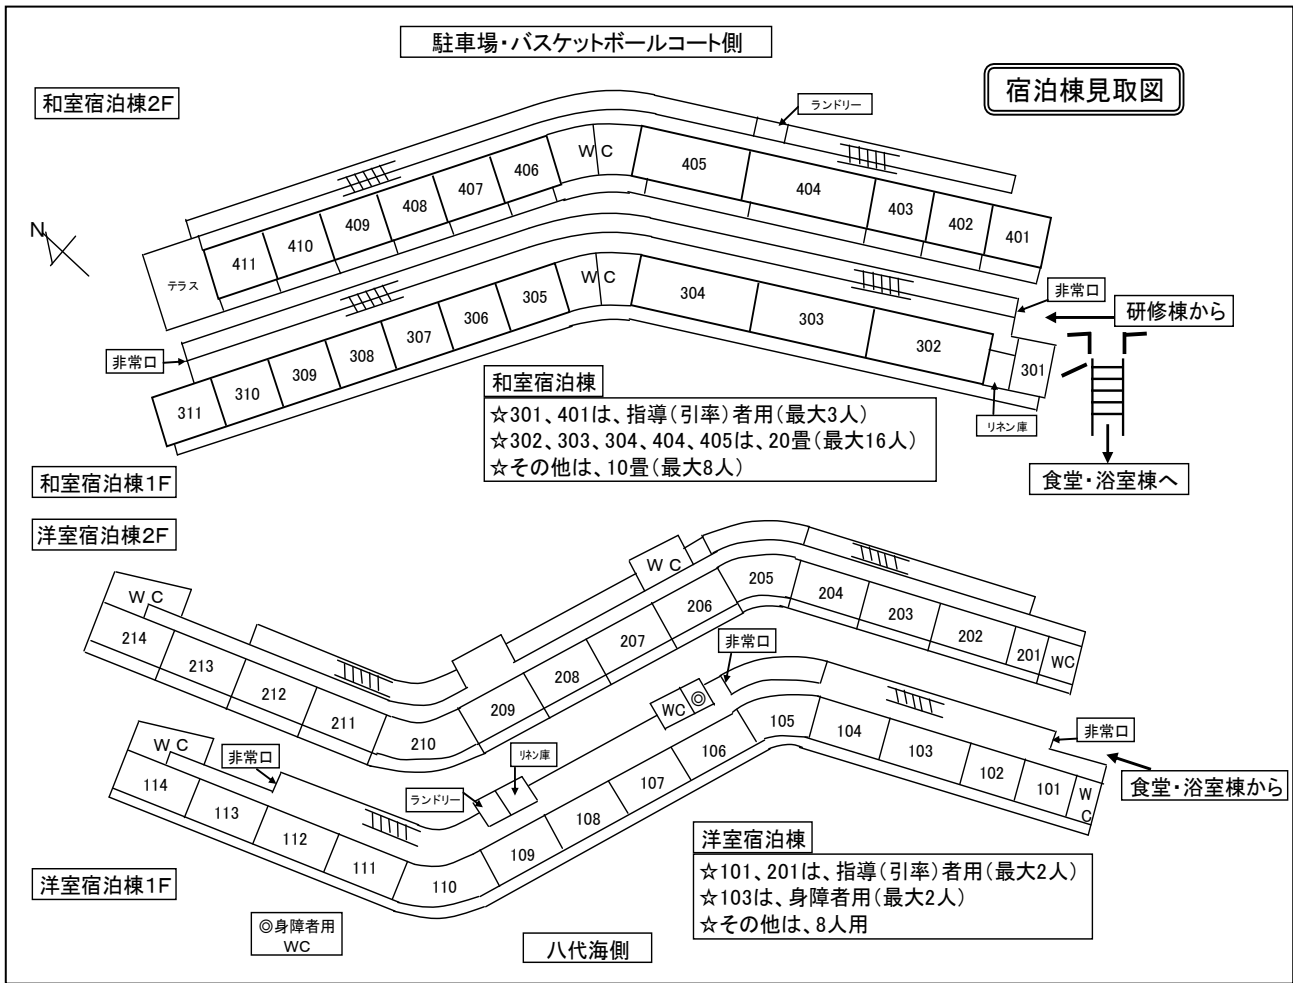 駐車場・バスケットボールコート側
宿泊棟見取図
和室宿泊棟2F
ランドリー
WC
406
407
408
409
410
411
405
404
403
402
401
テラス
N
WC
305
306
307
308
309
310
311
304
303
302
301
非常口
研修棟から
非常口
リネン庫
食堂・浴室棟へ
和室宿泊棟
☆301、401は、指導(引率)者用(最大3人)
☆302、303、304、404、405は、20畳(最大16人)
☆その他は、10畳(最大8人)
和室宿泊棟1F
洋室宿泊棟2F
WC
214
213
212
211
210
209
208
207
206
205
204
203
202
201
WC
WC
非常口
WC
◎
WC
非常口
リネン庫
ランドリー
114
113
112
111
110
109
108
107
106
105
104
103
102
101
WC
非常口
食堂・浴室棟から
洋室宿泊棟
☆101、201は、指導(引率)者用(最大2人)
☆103は、身障者用(最大2人)
☆その他は、8人用
洋室宿泊棟1F
◎身障者用
WC
八代海側